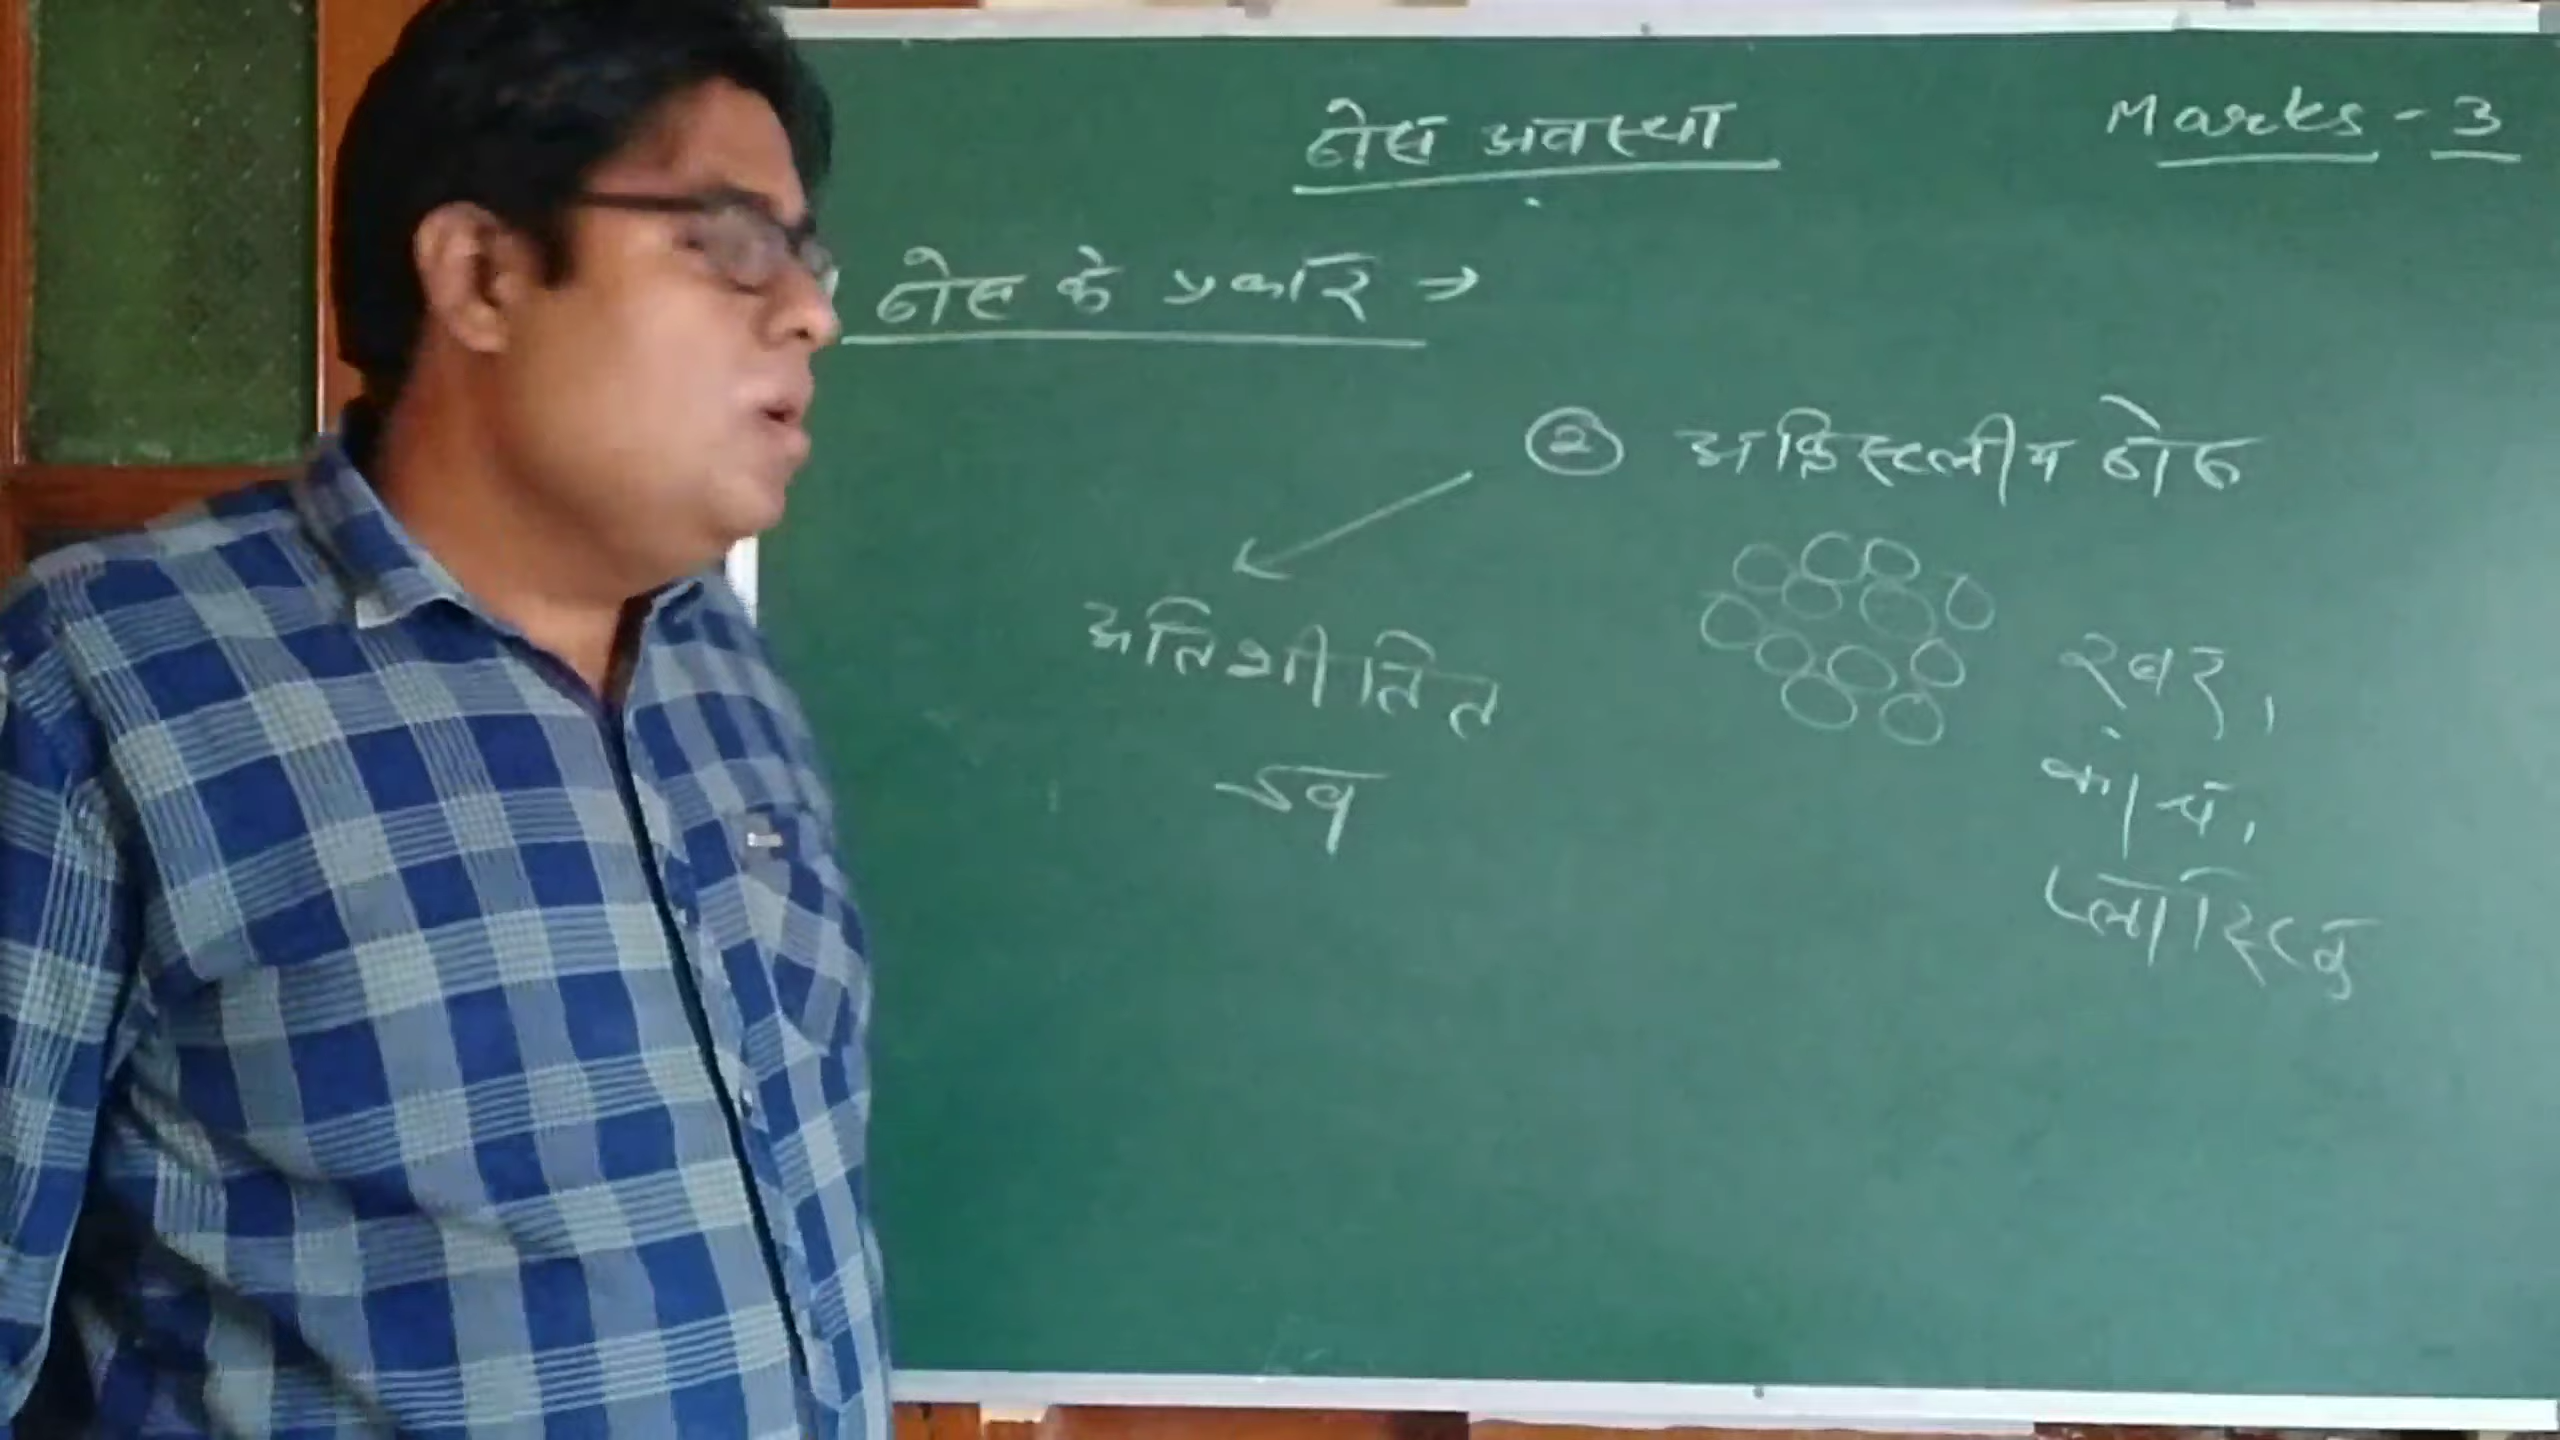 ठोस अवस्था
Marks - 3
ठोस के प्रकार →
② अक्रिस्टलीय ठोस
अतिशीतित
द्रव
रबर,
कांच,
प्लास्टिक